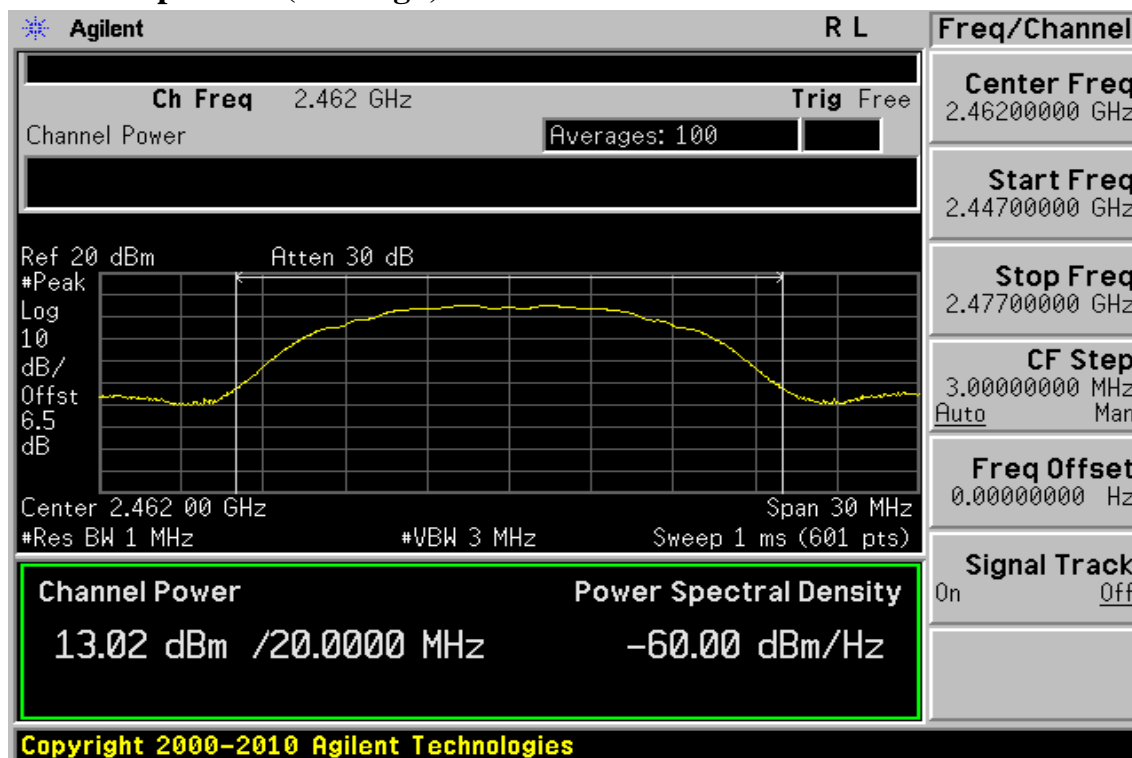 Agilent
R L
Freq/Channel
Ch Freq 2.462 GHz
Trig Free
Channel Power
Averages: 100
Center Freq
2.46200000 GHz
Start Freq
2.44700000 GHz
Ref 20 dBm
Atten 30 dB
#Peak
Log
10
dB/
Offst
6.5
dB
Stop Freq
2.47700000 GHz
CF Step
3.00000000 MHz
Auto Man
Freq Offset
0.00000000 Hz
Center 2.462 00 GHz
Span 30 MHz
#Res BW 1 MHz
#VBW 3 MHz
Sweep 1 ms (601 pts)
Signal Track
On Off
Channel Power
Power Spectral Density
13.02 dBm /20.0000 MHz
-60.00 dBm/Hz
Copyright 2000-2010 Agilent Technologies